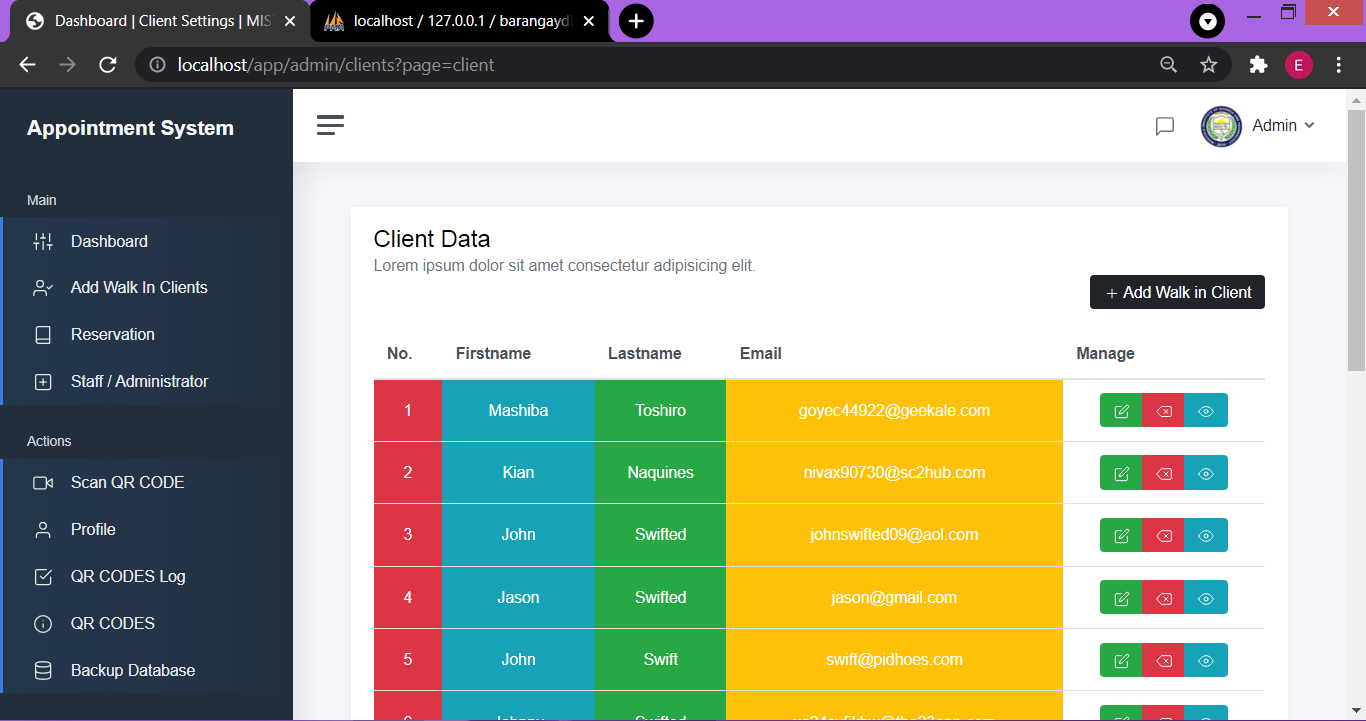 Dashboard | Client Settings | MIS
localhost / 127.0.0.1 / barangayd
localhost/app/admin/clients?page=client
E
Appointment System
Admin
Main
Dashboard
Add Walk In Clients
Reservation
Staff / Administrator
Actions
Scan QR CODE
Profile
QR CODES Log
QR CODES
Backup Database
Client Data
Lorem ipsum dolor sit amet consectetur adipisicing elit.
+ Add Walk in Client
No. Firstname Lastname Email Manage
1 Mashiba Toshiro goyec44922@geekale.com
2 Kian Naquines nivax90730@sc2hub.com
3 John Swifted johnswifted09@aol.com
4 Jason Swifted jason@gmail.com
5 John Swift swift@pidhoes.com
6 Johnny Swifted